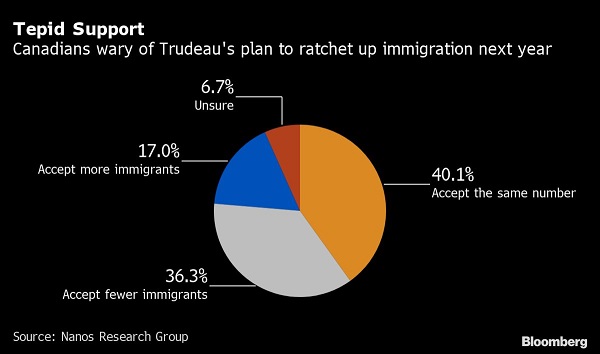 Tepid Support
Canadians wary of Trudeau's plan to ratchet up immigration next year
6.7%
Unsure
17.0%
Accept more immigrants
40.1%
Accept the same number
36.3%
Accept fewer immigrants
Source: Nanos Research Group
Bloomberg